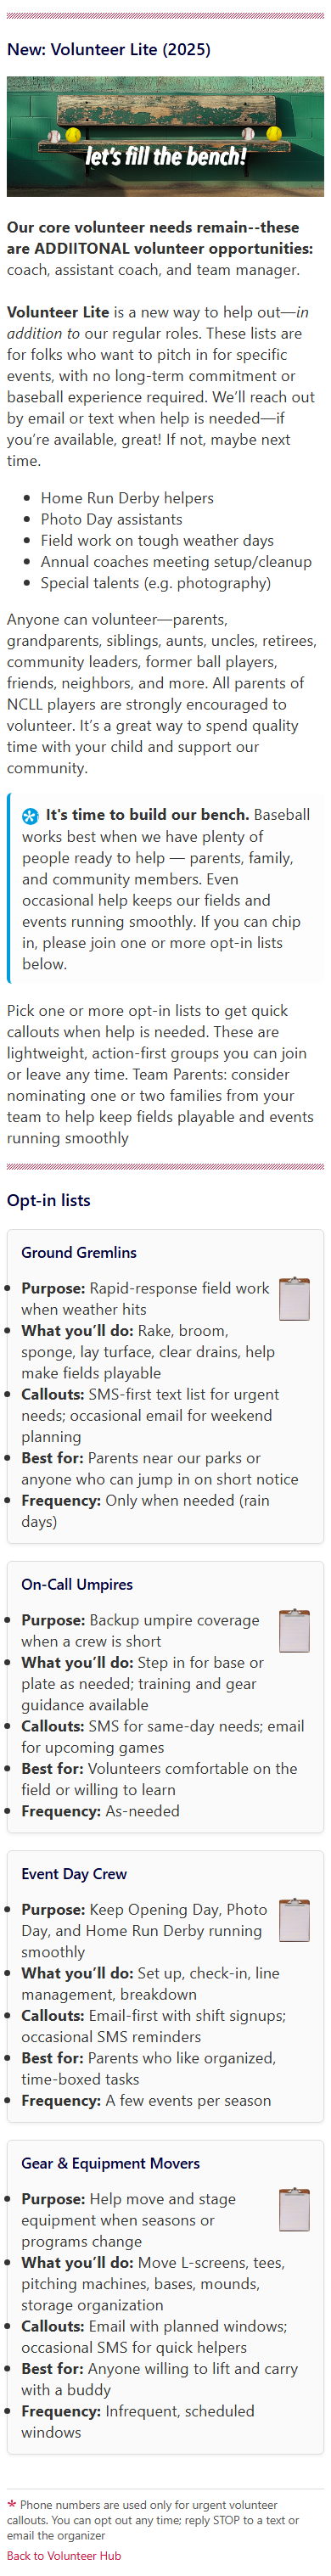 New: Volunteer Lite (2025)
let's fill the bench!
Our core volunteer needs remain--these
are ADDIITONAL volunteer opportunities:
coach, assistant coach, and team manager.
Volunteer Lite is a new way to help out—in
addition to our regular roles. These lists are
for folks who want to pitch in for specific
events, with no long-term commitment or
baseball experience required. We'll reach out
by email or text when help is needed—if
you're available, great! If not, maybe next
time.
• Home Run Derby helpers
• Photo Day assistants
• Field work on tough weather days
• Annual coaches meeting setup/cleanup
• Special talents (e.g. photography)
Anyone can volunteer—parents,
grandparents, siblings, aunts, uncles, retirees,
community leaders, former ball players,
friends, neighbors, and more. All parents of
NCLL players are strongly encouraged to
volunteer. It's a great way to spend quality
time with your child and support our
community.
It's time to build our bench. Baseball
works best when we have plenty of
people ready to help — parents, family,
and community members. Even
occasional help keeps our fields and
events running smoothly. If you can chip
in, please join one or more opt-in lists
below.
Pick one or more opt-in lists to get quick
callouts when help is needed. These are
lightweight, action-first groups you can join
or leave any time. Team Parents: consider
nominating one or two families from your
team to help keep fields playable and events
running smoothly
Opt-in lists
Ground Gremlins
• Purpose: Rapid-response field work
when weather hits
• What you'll do: Rake, broom,
sponge, lay turface, clear drains, help
make fields playable
• Callouts: SMS-first text list for urgent
needs; occasional email for weekend
planning
• Best for: Parents near our parks or
anyone who can jump in on short notice
• Frequency: Only when needed (rain
days)
On-Call Umpires
• Purpose: Backup umpire coverage
when a crew is short
• What you'll do: Step in for base or
plate as needed; training and gear
guidance available
• Callouts: SMS for same-day needs; email
for upcoming games
• Best for: Volunteers comfortable on the
field or willing to learn
• Frequency: As-needed
Event Day Crew
• Purpose: Keep Opening Day, Photo
Day, and Home Run Derby running
smoothly
• What you'll do: Set up, check-in, line
management, breakdown
• Callouts: Email-first with shift signups;
occasional SMS reminders
• Best for: Parents who like organized,
time-boxed tasks
• Frequency: A few events per season
Gear & Equipment Movers
• Purpose: Help move and stage
equipment when seasons or
programs change
• What you'll do: Move L-screens, tees,
pitching machines, bases, mounds,
storage organization
• Callouts: Email with planned windows;
occasional SMS for quick helpers
• Best for: Anyone willing to lift and carry
with a buddy
• Frequency: Infrequent, scheduled
windows
* Phone numbers are used only for urgent volunteer
callouts. You can opt out any time; reply STOP to a text or
email the organizer
Back to Volunteer Hub